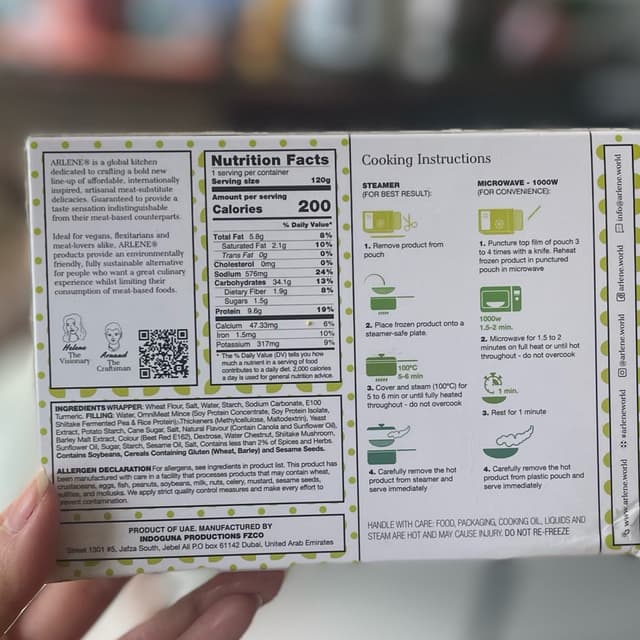 ARLENE® is a global kitchen
dedicated to crafting a bold new
line-up of affordable, internationally
inspired, artisanal meat-substitute
delicacies. Guaranteed to provide a
taste sensation indistinguishable
from their meat-based counterparts.
Ideal for vegans, flexitarians and
meat-lovers alike, ARLENE®
products provide an environmentally
friendly, fully sustainable alternative
for people who want a great culinary
experience whilst limiting their
consumption of meat-based foods.
Helene
The
Visionary
Arnaud
The
Craftsman
Nutrition Facts
1 serving per container
Serving size 120g
Amount per serving
Calories 200
% Daily Value*
Total Fat 5.8g 8%
Saturated Fat 2.1g 10%
Trans Fat 0g 0%
Cholesterol 0mg 0%
Sodium 576mg 24%
Carbohydrates 34.1g 13%
Dietary Fiber 1.9g 8%
Sugars 1.5g
Protein 9.6g 19%
Calcium 47.33mg 6%
Iron 1.5mg 10%
Potassium 317mg 9%
* The % Daily Value (DV) tells you how
much a nutrient in a serving of food
contributes to a daily diet. 2,000 calories
a day is used for general nutrition advice.
INGREDIENTS WRAPPER: Wheat Flour, Salt, Water, Starch, Sodium Carbonate, E100
Turmeric. FILLING: Water, OmniMeat Mince (Soy Protein Concentrate, Soy Protein Isolate,
Shiitake Fermented Pea & Rice Protein),Thickeners (Methylcellulose, Maltodextrin), Yeast
Extract, Potato Starch, Cane Sugar, Salt, Natural Flavour (Contain Canola and Sunflower Oil),
Barley Malt Extract, Colour (Beet Red E162), Dextrose, Water Chestnut, Shiitake Mushroom,
Sunflower Oil, Sugar, Starch, Sesame Oil, Salt, Contains less than 2% of Spices and Herbs.
Contains Soybeans, Cereals Containing Gluten (Wheat, Barley) and Sesame Seeds.
ALLERGEN DECLARATION For allergens, see ingredients in product list. This product has
been manufactured with care in a facility that processes products that may contain wheat,
crustaceans, eggs, fish, peanuts, soybeans, milk, nuts, celery, mustard, sesame seeds,
sulfites, and mollusks. We apply strict quality control measures and make every effort to
prevent contamination.
PRODUCT OF UAE. MANUFACTURED BY
INDOGUNA PRODUCTIONS FZCO
Street 1301 #5, Jafza South, Jebel Ali P.O box 61142 Dubai, United Arab Emirates
Cooking Instructions
STEAMER
(FOR BEST RESULT):
1. Remove product from
pouch
2. Place frozen product onto a
steamer-safe plate.
100°C
5-6 min
3. Cover and steam (100°C) for
5 to 6 min or until fully heated
throughout - do not overcook
4. Carefully remove the hot
product from steamer and
serve immediately
MICROWAVE - 1000W
(FOR CONVENIENCE):
1. Puncture top film of pouch 3
to 4 times with a knife. Reheat
frozen product in punctured
pouch in microwave
1000w
1.5-2 min.
2. Microwave for 1.5 to 2
minutes on full heat or until hot
throughout - do not overcook
1 min.
3. Rest for 1 minute
4. Carefully remove the hot
product from plastic pouch and
serve immediately
HANDLE WITH CARE: FOOD, PACKAGING, COOKING OIL, LIQUIDS AND
STEAM ARE HOT AND MAY CAUSE INJURY. DO NOT RE-FREEZE
www.arlene.world
#arleneworld
@arlene.world
arlene.world
info@arlene.world